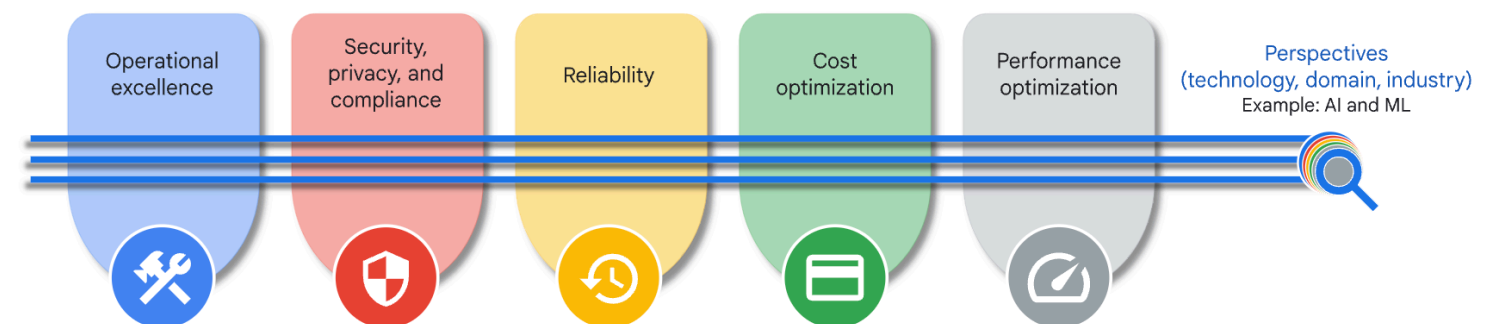 Operational
excellence
Security,
privacy, and
compliance
Reliability
Cost
optimization
Performance
optimization
Perspectives
(technology, domain, industry)
Example: AI and ML